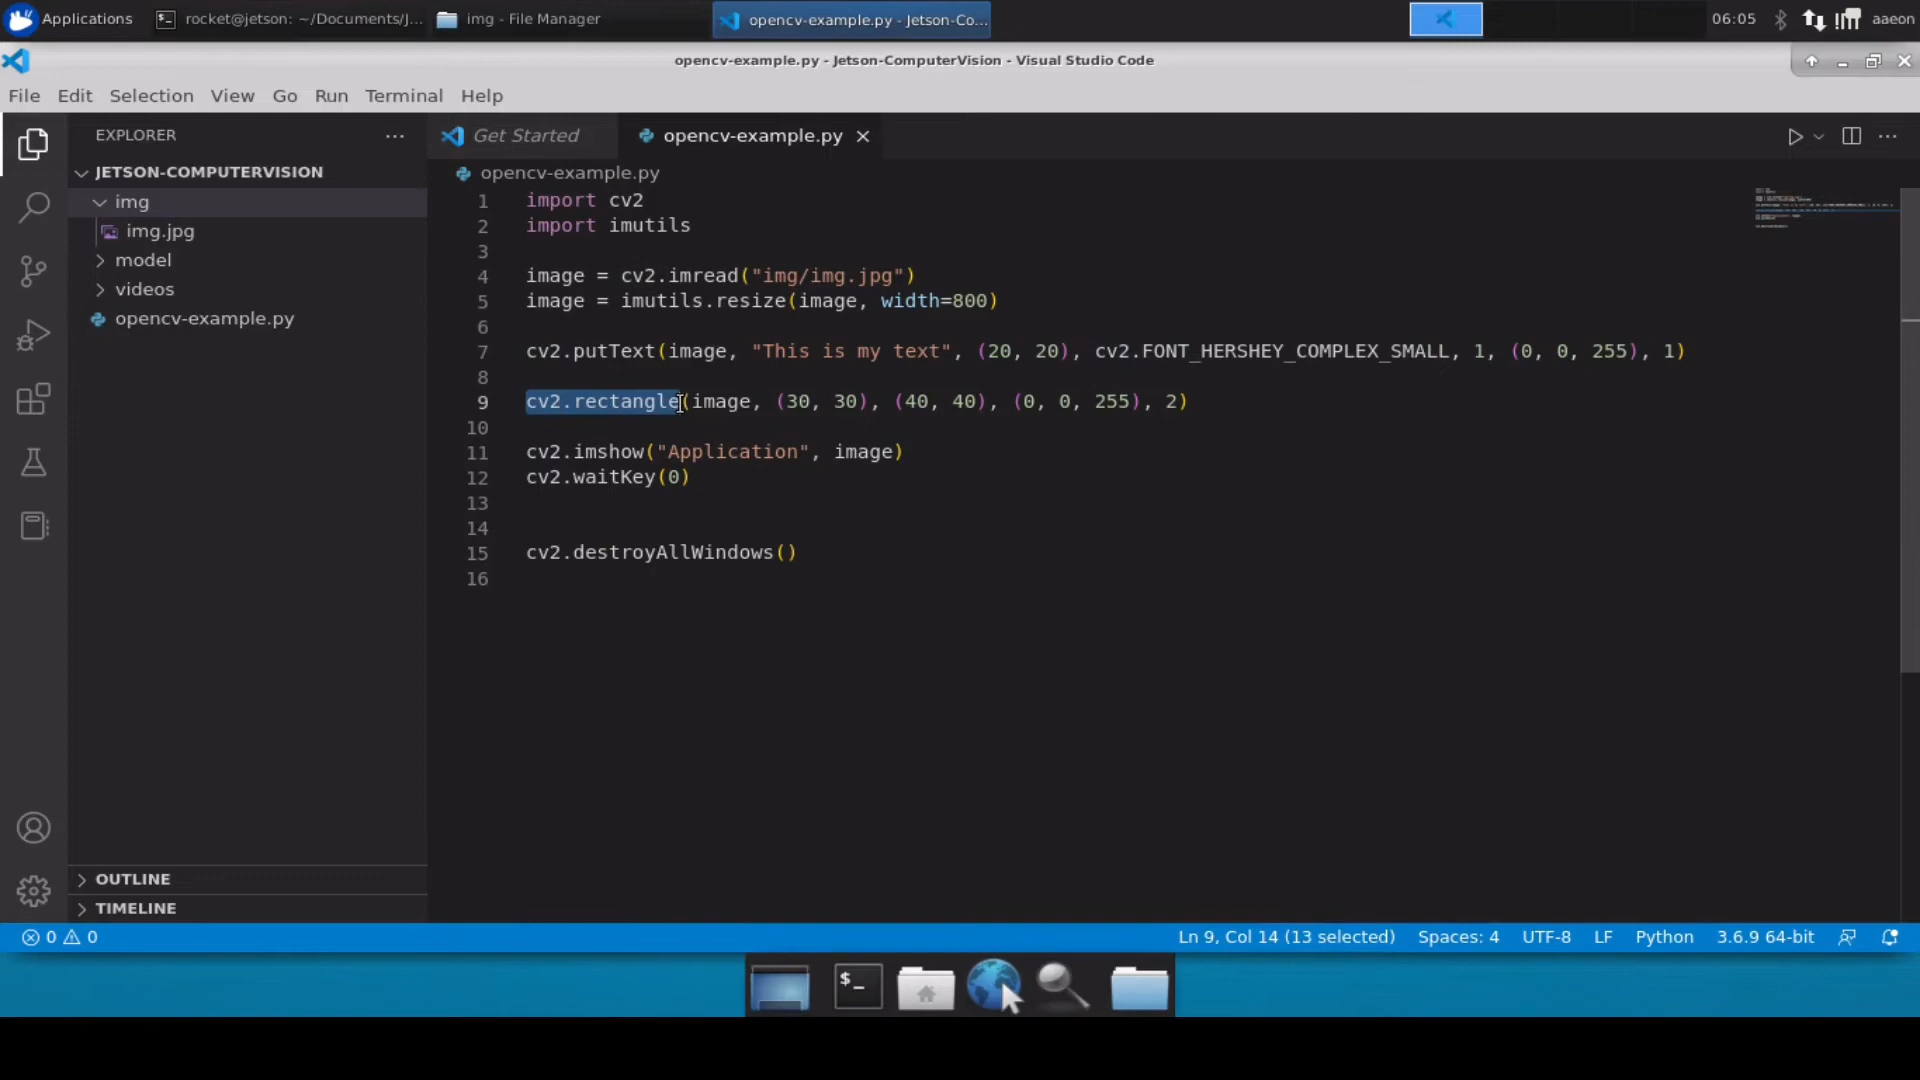 Applications
rocket@jetson: ~/Documents/J...
img - File Manager
opencv-example.py - Jetson-Co...
06:05
aaeon
opencv-example.py - Jetson-ComputerVision - Visual Studio Code
File Edit Selection View Go Run Terminal Help
EXPLORER
JETSON-COMPUTERVISION
img
img.jpg
model
videos
opencv-example.py
OUTLINE
TIMELINE
Get Started
opencv-example.py
opencv-example.py
1 import cv2
2 import imutils
3
4 image = cv2.imread("img/img.jpg")
5 image = imutils.resize(image, width=800)
6
7 cv2.putText(image, "This is my text", (20, 20), cv2.FONT_HERSHEY_COMPLEX_SMALL, 1, (0, 0, 255), 1)
8
9 cv2.rectangle(image, (30, 30), (40, 40), (0, 0, 255), 2)
10
11 cv2.imshow("Application", image)
12 cv2.waitKey(0)
13
14
15 cv2.destroyAllWindows()
16
0 0
Ln 9, Col 14 (13 selected) Spaces: 4 UTF-8 LF Python 3.6.9 64-bit
$_